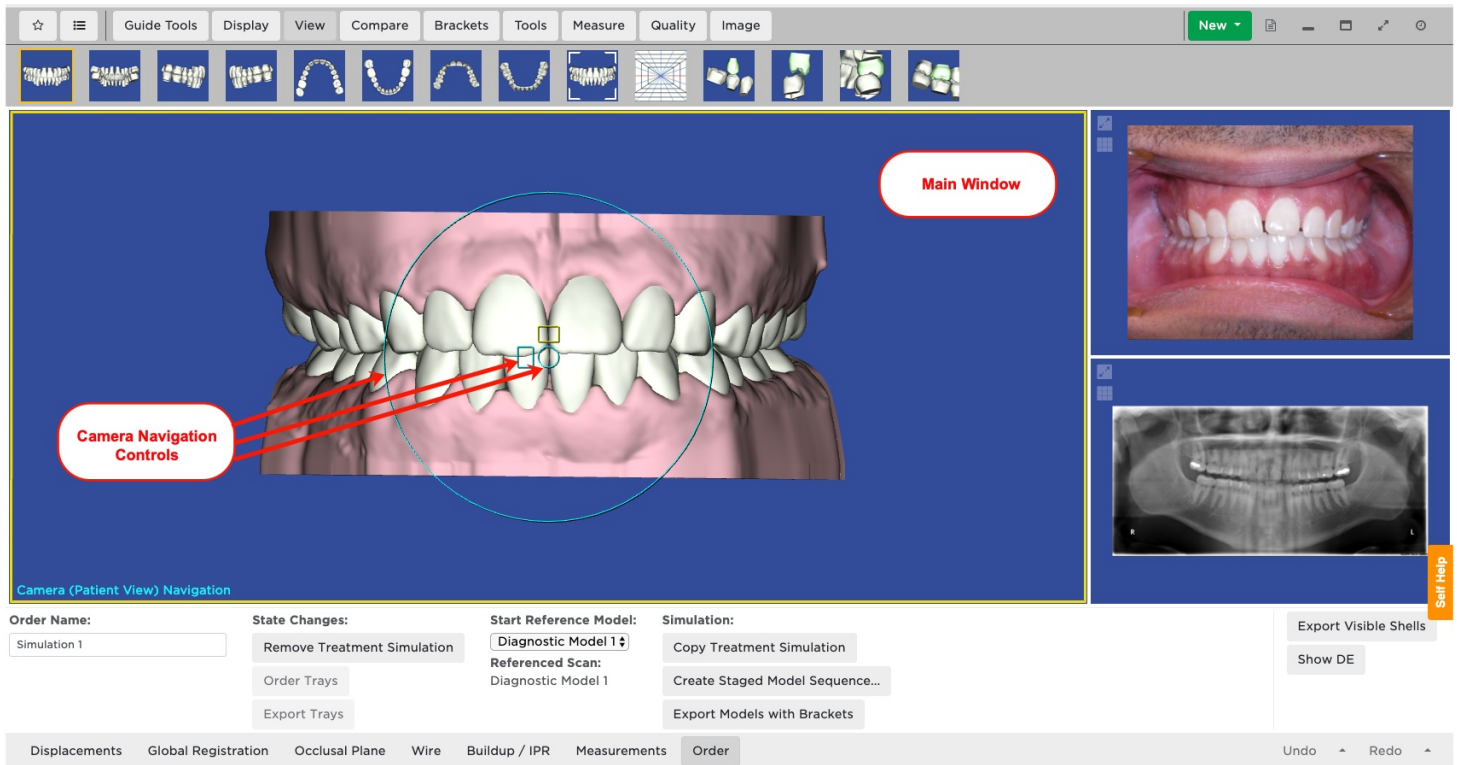 Guide Tools Display View Compare Brackets Tools Measure Quality Image New
Main Window
Camera Navigation
Controls
R L
Camera (Patient View) Navigation
Self Help
Order Name:
Simulation 1
State Changes:
Remove Treatment Simulation
Order Trays
Export Trays
Start Reference Model:
Diagnostic Model 1
Referenced Scan:
Diagnostic Model 1
Simulation:
Copy Treatment Simulation
Create Staged Model Sequence...
Export Models with Brackets
Export Visible Shells
Show DE
Displacements Global Registration Occlusal Plane Wire Buildup / IPR Measurements Order Undo Redo